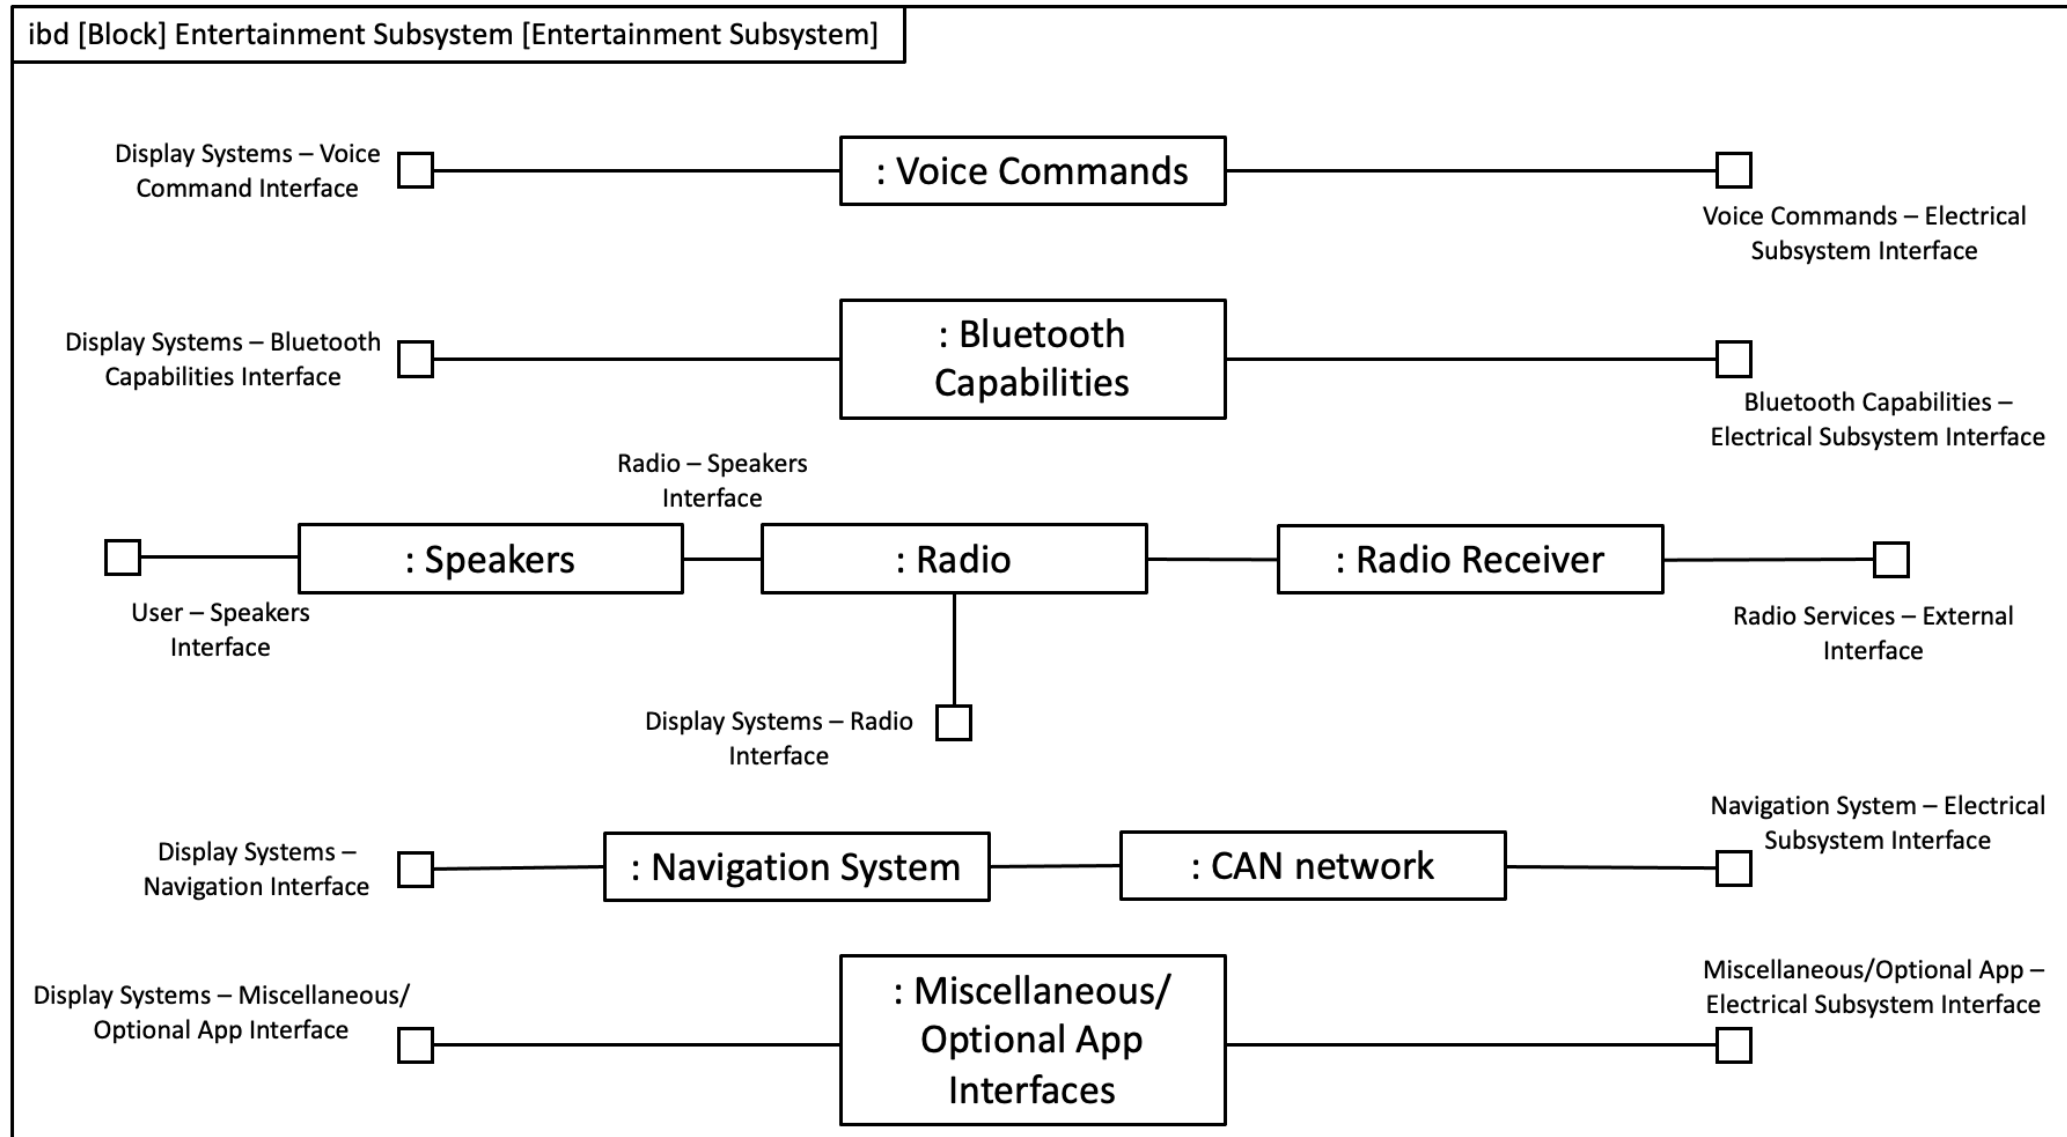 ibd [Block] Entertainment Subsystem [Entertainment Subsystem]
Display Systems – Voice
Command Interface
: Voice Commands
Voice Commands – Electrical
Subsystem Interface
Display Systems – Bluetooth
Capabilities Interface
: Bluetooth
Capabilities
Bluetooth Capabilities –
Electrical Subsystem Interface
Radio – Speakers
Interface
: Speakers
: Radio
: Radio Receiver
User – Speakers
Interface
Radio Services – External
Interface
Display Systems – Radio
Interface
Display Systems –
Navigation Interface
: Navigation System
: CAN network
Navigation System – Electrical
Subsystem Interface
Display Systems – Miscellaneous/
Optional App Interface
: Miscellaneous/
Optional App
Interfaces
Miscellaneous/Optional App –
Electrical Subsystem Interface